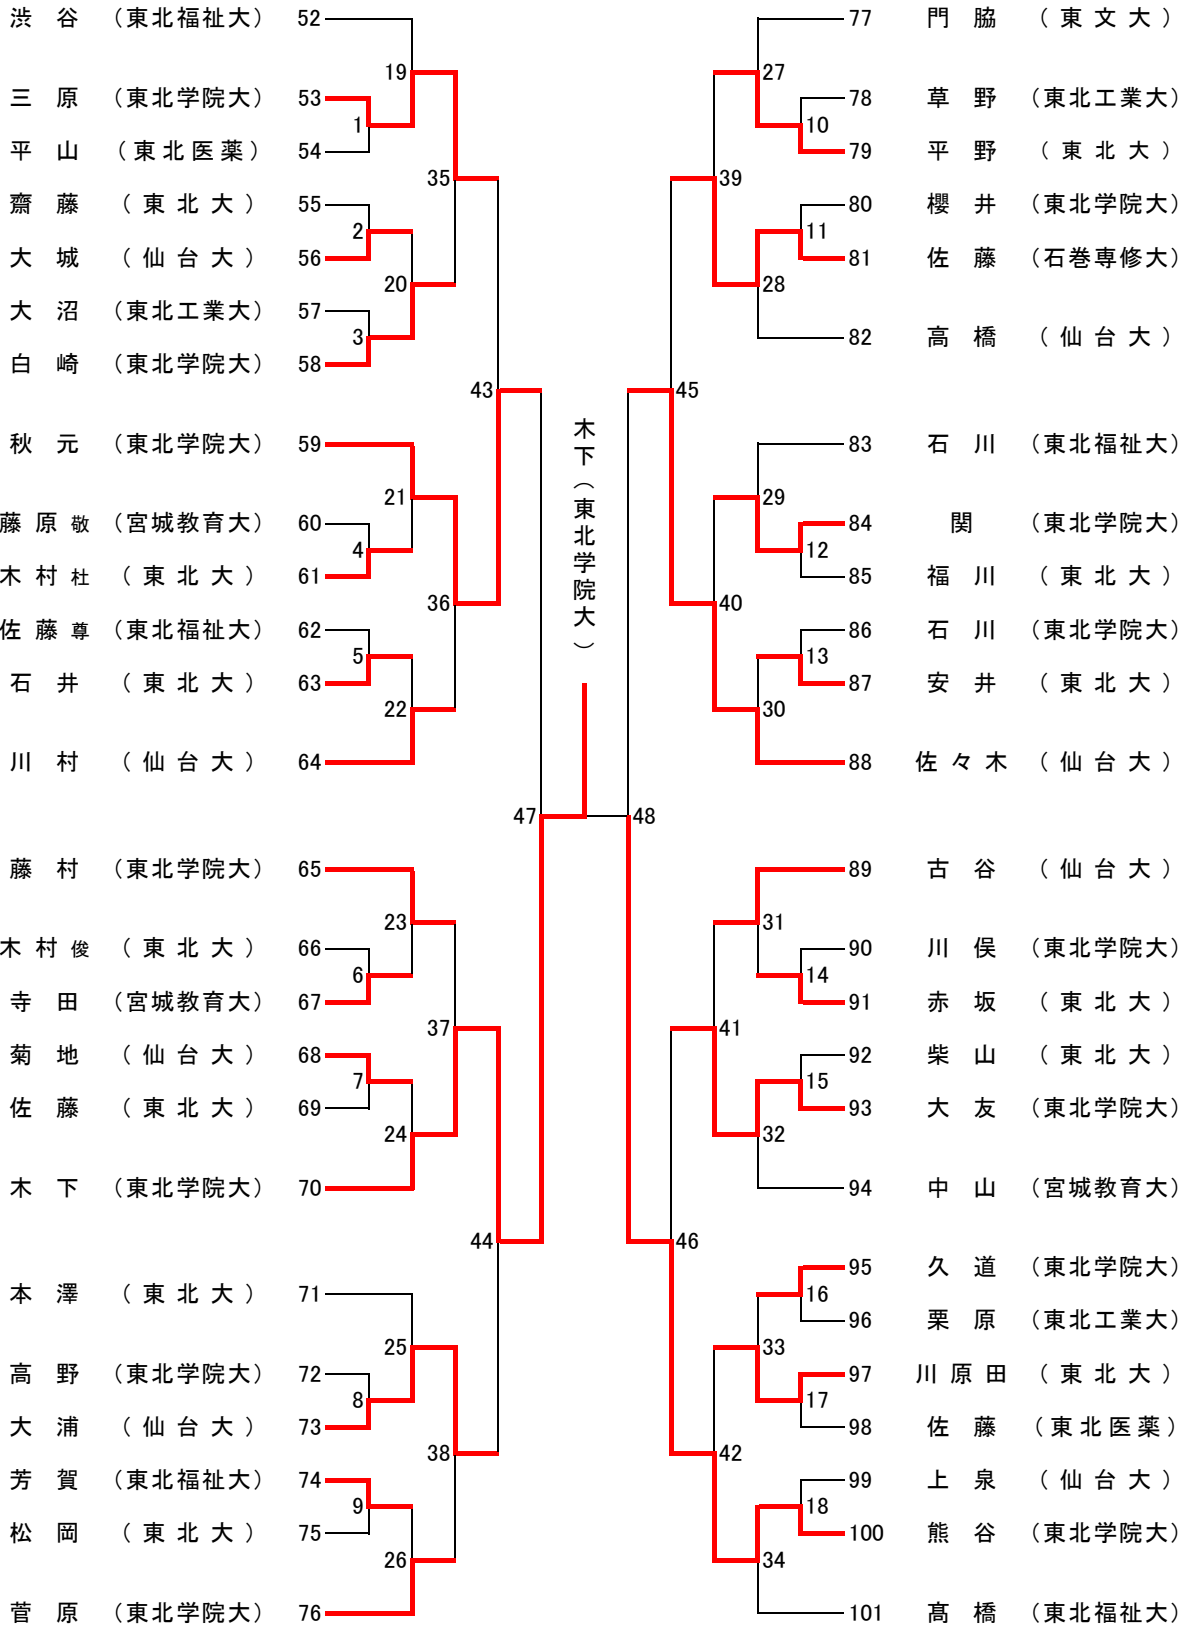 渋谷 (東北福祉大) 52
三原 (東北学院大) 53
平山 (東北医薬) 54
齋藤 (東北大) 55
大城 (仙台大) 56
大沼 (東北工業大) 57
白崎 (東北学院大) 58
秋元 (東北学院大) 59
藤原敬 (宮城教育大) 60
木村杜 (東北大) 61
佐藤尊 (東北福祉大) 62
石井 (東北大) 63
川村 (仙台大) 64
藤村 (東北学院大) 65
木村俊 (東北大) 66
寺田 (宮城教育大) 67
菊地 (仙台大) 68
佐藤 (東北大) 69
木下 (東北学院大) 70
本澤 (東北大) 71
高野 (東北学院大) 72
大浦 (仙台大) 73
芳賀 (東北福祉大) 74
松岡 (東北大) 75
菅原 (東北学院大) 76
1
2
3
4
5
6
7
8
9
19
20
21
22
23
24
25
26
35
36
37
38
43
44
47
木下(東北学院大)
48
45
46
39
40
41
42
27
28
29
30
31
32
33
34
10
11
12
13
14
15
16
17
18
77 門脇 (東文大)
78 草野 (東北工業大)
79 平野 (東北大)
80 櫻井 (東北学院大)
81 佐藤 (石巻専修大)
82 高橋 (仙台大)
83 石川 (東北福祉大)
84 関 (東北学院大)
85 福川 (東北大)
86 石川 (東北学院大)
87 安井 (東北大)
88 佐々木 (仙台大)
89 古谷 (仙台大)
90 川俣 (東北学院大)
91 赤坂 (東北大)
92 柴山 (東北大)
93 大友 (東北学院大)
94 中山 (宮城教育大)
95 久道 (東北学院大)
96 栗原 (東北工業大)
97 川原田 (東北大)
98 佐藤 (東北医薬)
99 上泉 (仙台大)
100 熊谷 (東北学院大)
101 髙橋 (東北福祉大)